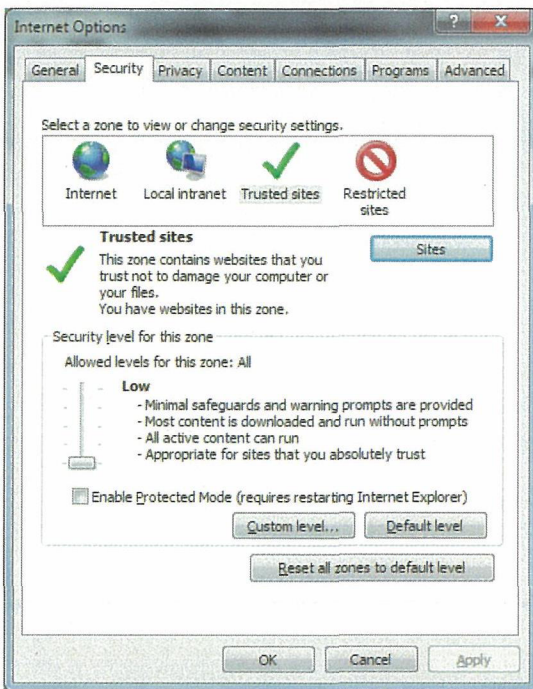 Internet Options
General Security Privacy Content Connections Programs Advanced
Select a zone to view or change security settings.
Internet Local intranet Trusted sites Restricted
sites
Trusted sites
Sites
This zone contains websites that you
trust not to damage your computer or
your files.
You have websites in this zone.
Security level for this zone
Allowed levels for this zone: All
Low
- Minimal safeguards and warning prompts are provided
- Most content is downloaded and run without prompts
- All active content can run
- Appropriate for sites that you absolutely trust
Enable Protected Mode (requires restarting Internet Explorer)
Custom level... Default level
Reset all zones to default level
OK Cancel Apply